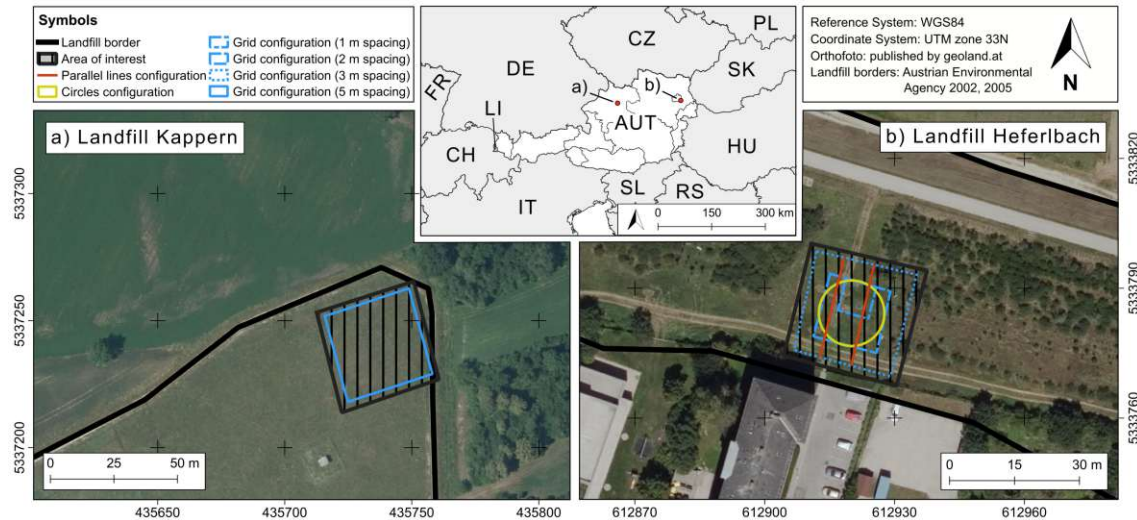 Symbols
Landfill border
Area of interest
Parallel lines configuration
Circles configuration
Grid configuration (1 m spacing)
Grid configuration (2 m spacing)
Grid configuration (3 m spacing)
Grid configuration (5 m spacing)
PL
CZ
DE
SK
FR
a)
b)
LI
AUT
CH
HU
SL
RS
IT
0 150 300 km
Reference System: WGS84
Coordinate System: UTM zone 33N
Orthofoto: published by geoland.at
Landfill borders: Austrian Environmental
Agency 2002, 2005
N
a) Landfill Kappern
5337300
5337250
5337200
0 25 50 m
435650 435700 435750 435800
b) Landfill Heferlbach
5333820
5333790
5333760
0 15 30 m
612870 612900 612930 612960